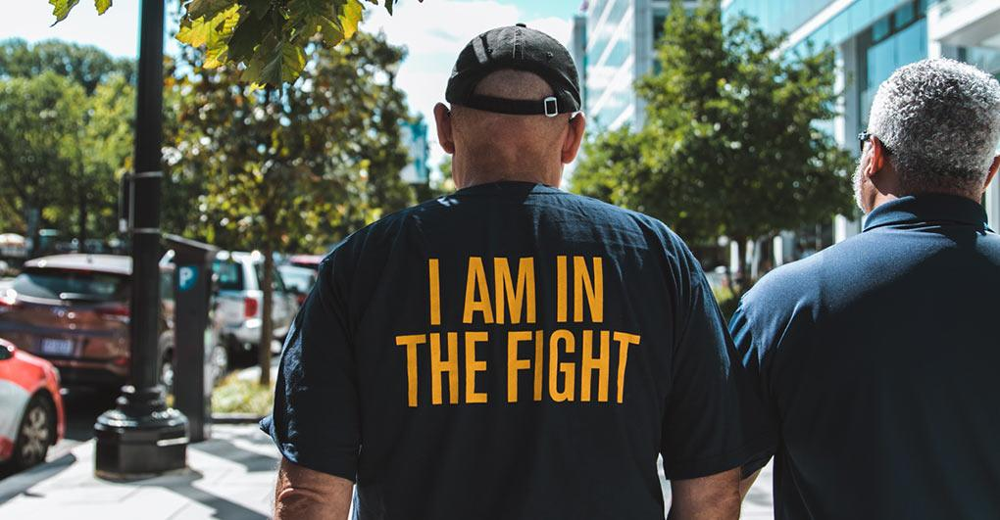 I AM IN
THE FIGHT
P